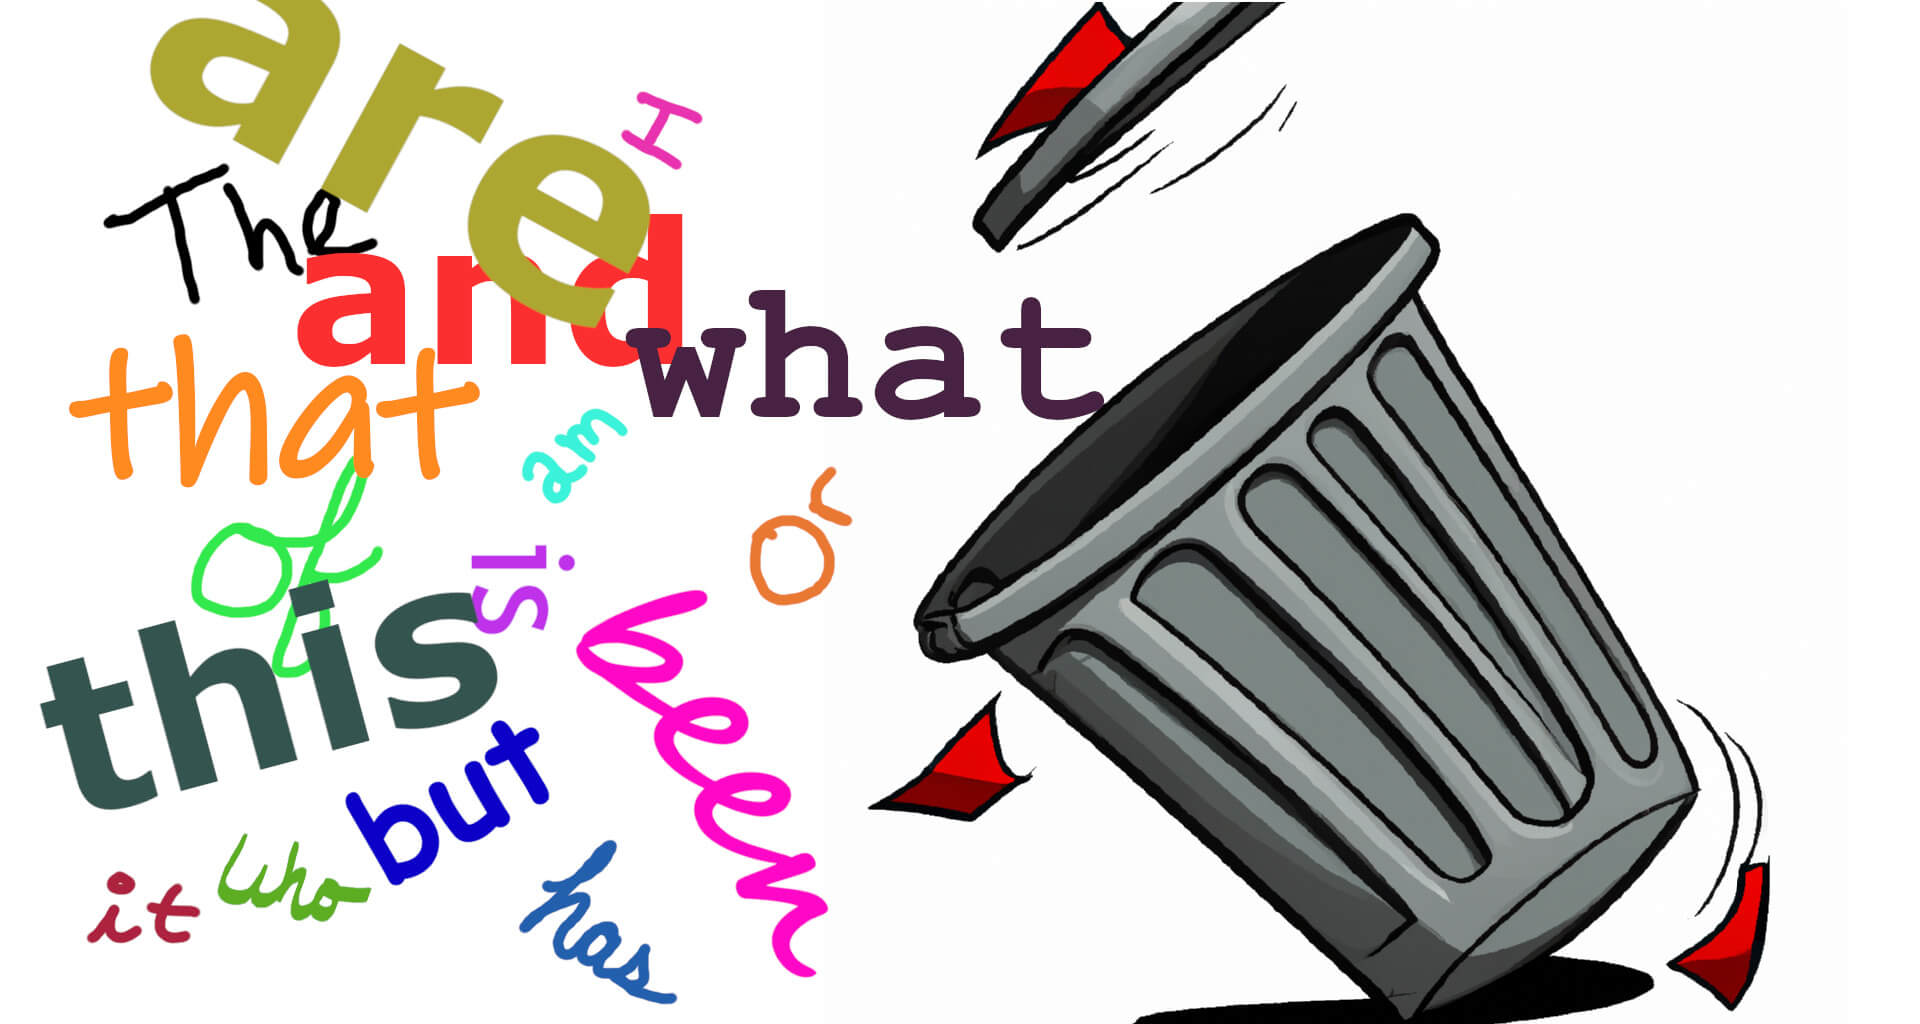 are
I
The
and
what
that
am
of
or
is
this
been
but
it
who
has